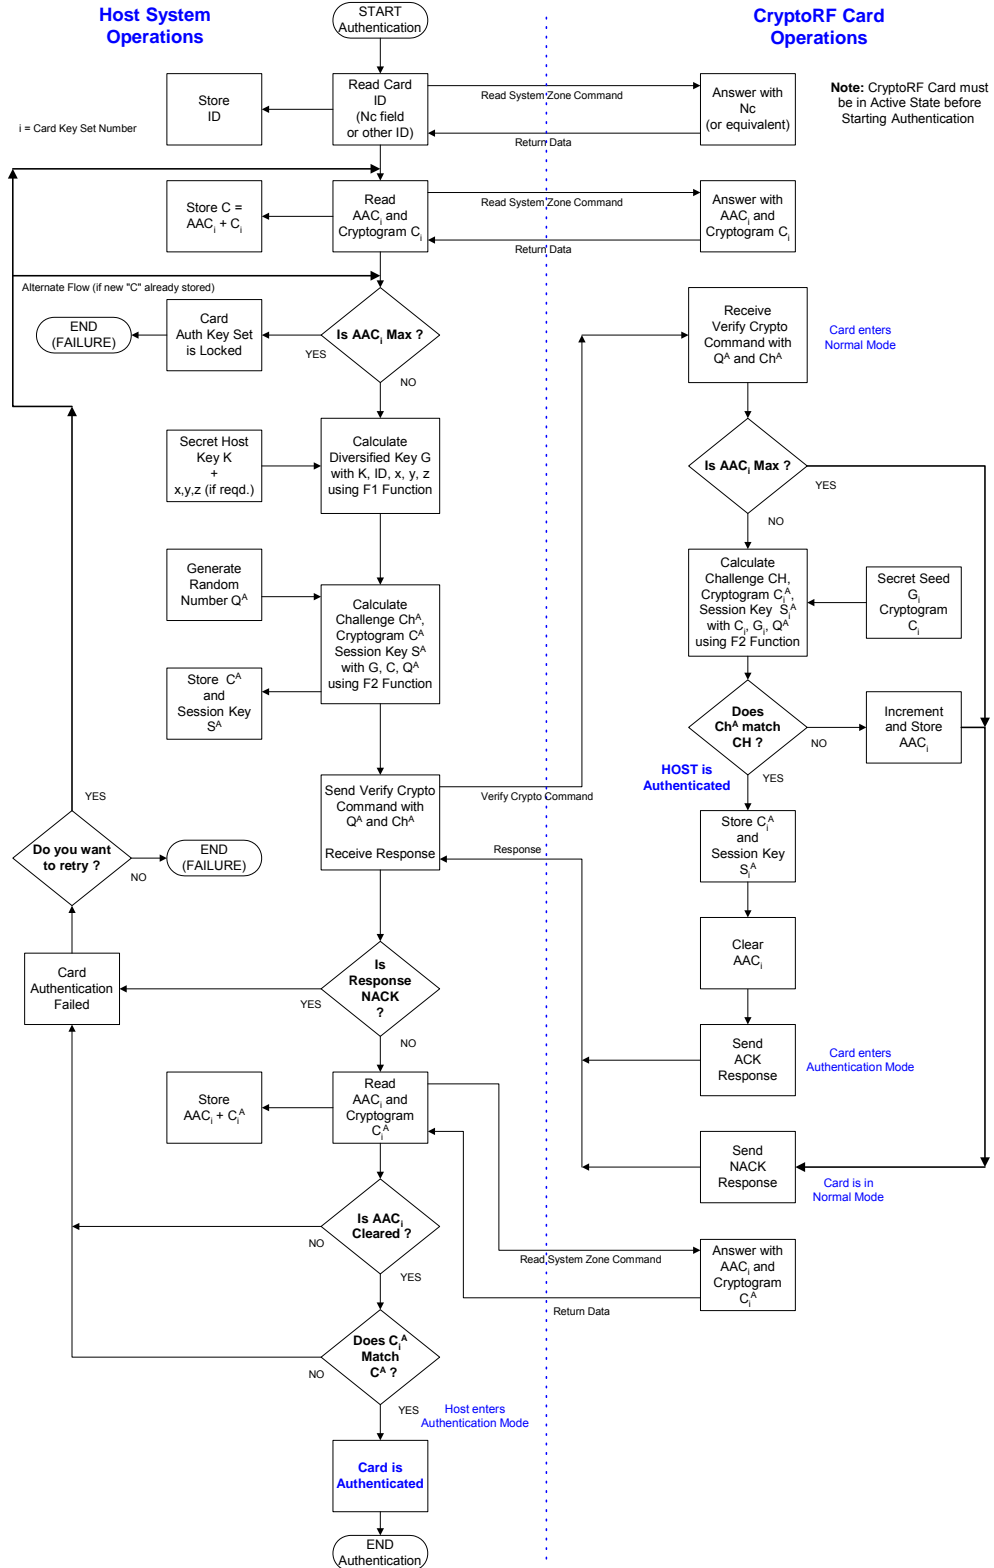 Host System
Operations
START
Authentication
CryptoRF Card
Operations
Store
ID
Read Card
ID
(Nc field
or other ID)
Read System Zone Command
Return Data
Answer with
Nc
(or equivalent)
Note: CryptoRF Card must
be in Active State before
Starting Authentication
i = Card Key Set Number
Store C =
AACi + Ci
Read
AACi and
Cryptogram Ci
Read System Zone Command
Return Data
Answer with
AACi and
Cryptogram Ci
Alternate Flow (if new "C" already stored)
END
(FAILURE)
Card
Auth Key Set
is Locked
YES
Is AACi Max ?
NO
Receive
Verify Crypto
Command with
Qᴬ and Chᴬ
Card enters
Normal Mode
Secret Host
Key K
+
x,y,z (if reqd.)
Calculate
Diversified Key G
with K, ID, x, y, z
using F1 Function
Is AACi Max ?
YES
NO
Generate
Random
Number Qᴬ
Calculate
Challenge Chᴬ,
Cryptogram Cᴬ
Session Key Sᴬ
with G, C, Qᴬ
using F2 Function
Store Cᴬ
and
Session Key
Sᴬ
Calculate
Challenge CH,
Cryptogram Ciᴬ,
Session Key Siᴬ
with Ci, Gi, Qᴬ
using F2 Function
Secret Seed
Gi
Cryptogram
Ci
Does
Chᴬ match
CH ?
NO
YES
Increment
and Store
AACi
HOST is
Authenticated
Send Verify Crypto
Command with
Qᴬ and Chᴬ
Receive Response
Verify Crypto Command
Response
Store Ciᴬ
and
Session Key
Siᴬ
YES
Do you want
to retry ?
NO
END
(FAILURE)
Clear
AACi
Card
Authentication
Failed
YES
Is
Response
NACK
?
NO
Send
ACK
Response
Card enters
Authentication Mode
Store
AACi + Ciᴬ
Read
AACi and
Cryptogram
Ciᴬ
Send
NACK
Response
Card is in
Normal Mode
Is AACi
Cleared ?
NO
YES
Read System Zone Command
Return Data
Answer with
AACi and
Cryptogram
Ciᴬ
Does Ciᴬ
Match
Cᴬ ?
NO
YES
Host enters
Authentication Mode
Card is
Authenticated
END
Authentication